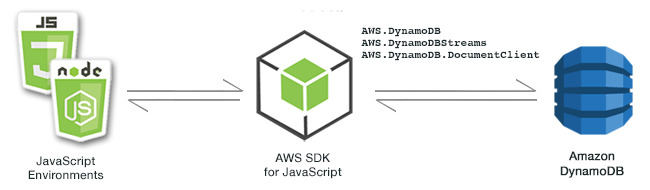 JS
node
JS
AWS.DynamoDB
AWS.DynamoDBStreams
AWS.DynamoDB.DocumentClient
JavaScript
Environments
AWS SDK
for JavaScript
Amazon
DynamoDB